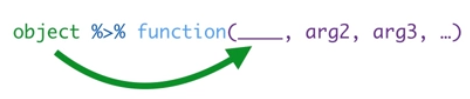 object %>% function(____, arg2, arg3, …)